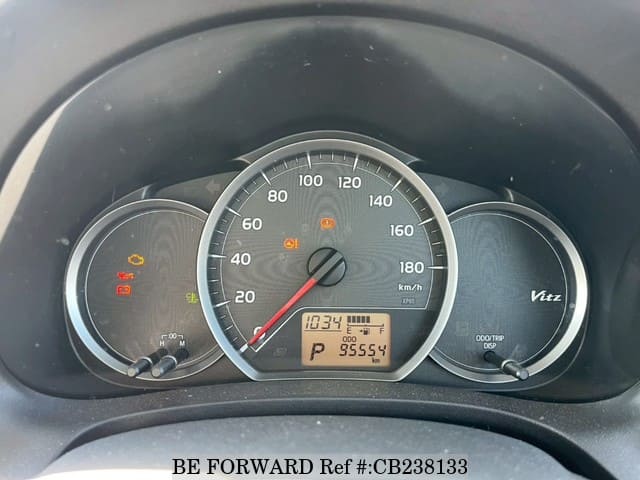 0 20 40 60 80 100 120 140 160 180
km/h
Vitz
:00
H M
10:34
E F
ODO
P 95554
km
ODO/TRIP
DISP
BE FORWARD Ref #:CB238133